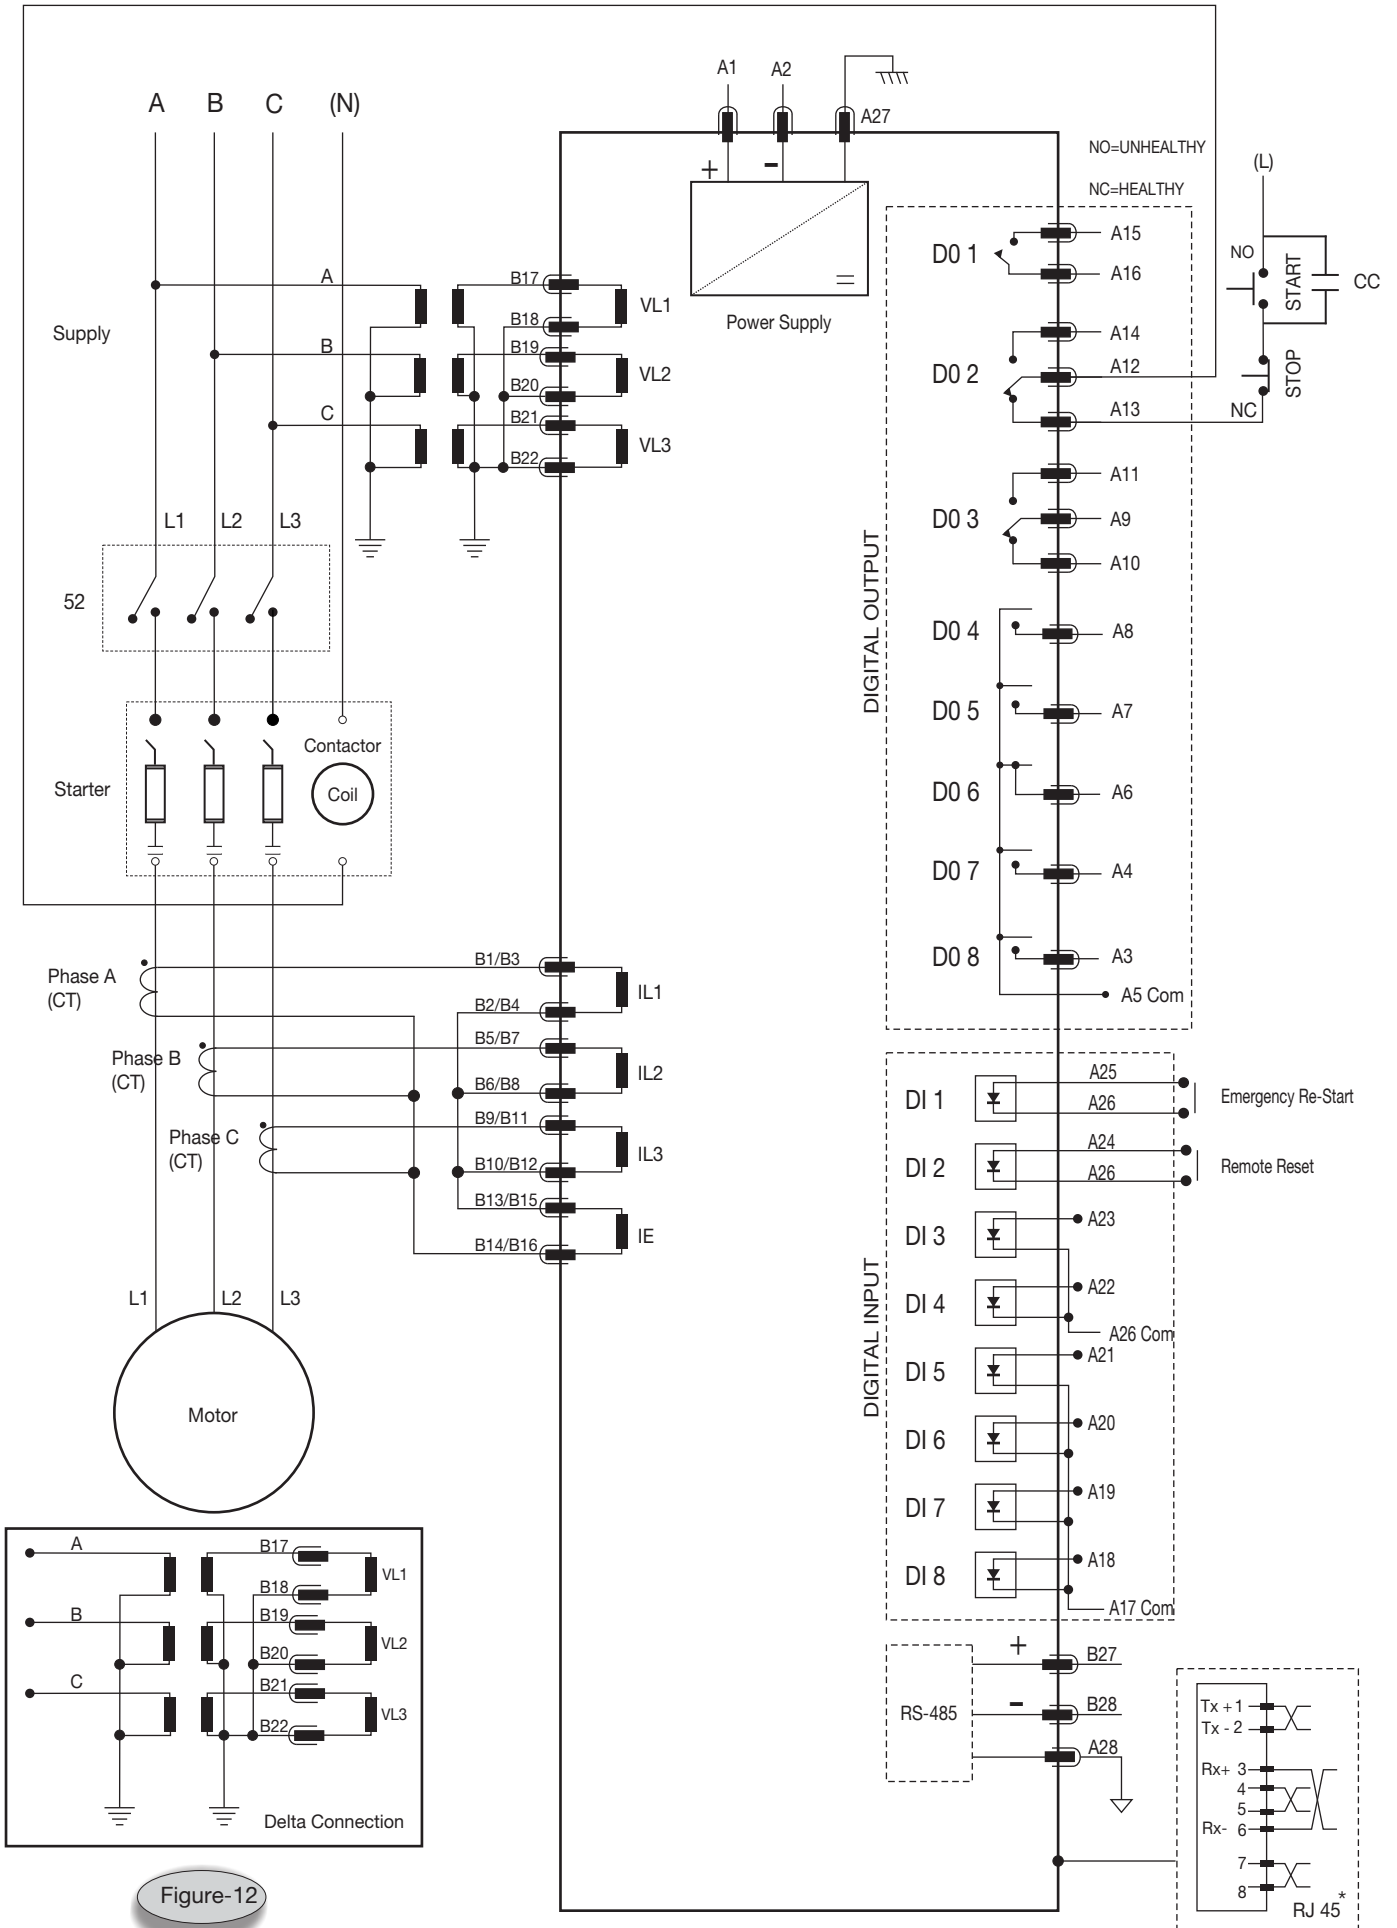 A1
A2
A27
A
B
C
(N)
+
-
NO=UNHEALTHY
NC=HEALTHY
(L)
Power Supply
Supply
A
B
C
B17
B18
B19
B20
B21
B22
VL1
VL2
VL3
L1
L2
L3
52
Starter
Contactor
Coil
Phase A
(CT)
Phase B
(CT)
Phase C
(CT)
B1/B3
B2/B4
B5/B7
B6/B8
B9/B11
B10/B12
B13/B15
B14/B16
IL1
IL2
IL3
IE
L1
L2
L3
Motor
DIGITAL OUTPUT
D0 1
A15
A16
D0 2
A14
A12
A13
D0 3
A11
A9
A10
D0 4
A8
D0 5
A7
D0 6
A6
D0 7
A4
D0 8
A3
A5 Com
NO
START
CC
STOP
NC
DIGITAL INPUT
DI 1
A25
A26
Emergency Re-Start
DI 2
A24
A26
Remote Reset
DI 3
A23
DI 4
A22
A26 Com
DI 5
A21
DI 6
A20
DI 7
A19
DI 8
A18
A17 Com
RS-485
+
B27
-
B28
A28
Tx + 1
Tx - 2
Rx+ 3
4
5
Rx- 6
7
8
RJ 45*
A
B
C
B17
B18
B19
B20
B21
B22
VL1
VL2
VL3
Delta Connection
Figure-12